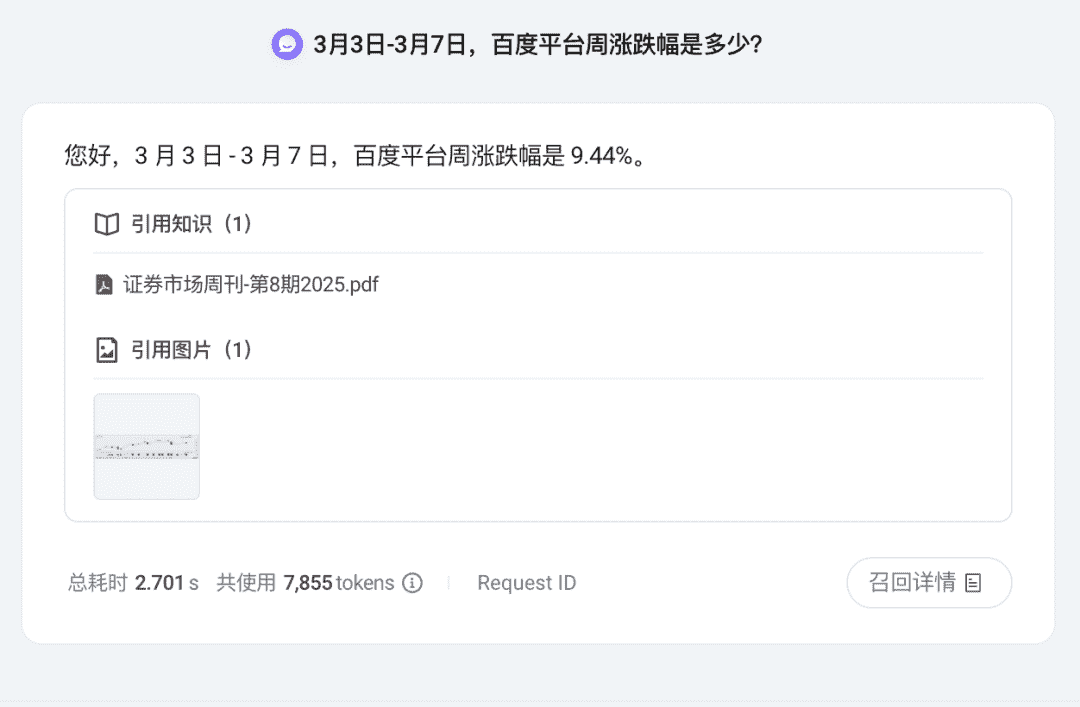 3月3日-3月7日，百度平台周涨跌幅是多少?
您好，3 月 3 日 - 3 月 7 日，百度平台周涨跌幅是 9.44%。
引用知识（1）
证券市场周刊-第8期2025.pdf
引用图片（1）
总耗时 2.701 s 共使用 7,855 tokens Request ID 召回详情